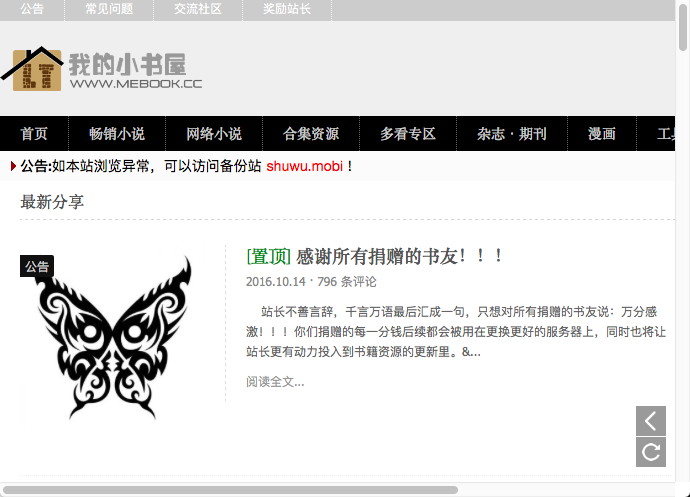 公告 常见问题 交流社区 奖励站长
我的小书屋
WWW.MEBOOK.CC
首页 畅销小说 网络小说 合集资源 多看专区 杂志 · 期刊 漫画
公告:如本站浏览异常，可以访问备份站 shuwu.mobi！
最新分享
公告
[置顶] 感谢所有捐赠的书友！！！
2016.10.14 · 796 条评论
站长不善言辞，千言万语最后汇成一句，只想对所有捐赠的书友说：万分感
激！！！你们捐赠的每一分钱后续都会被用在更换更好的服务器上，同时也将让
站长更有动力投入到书籍资源的更新里。&...
阅读全文...